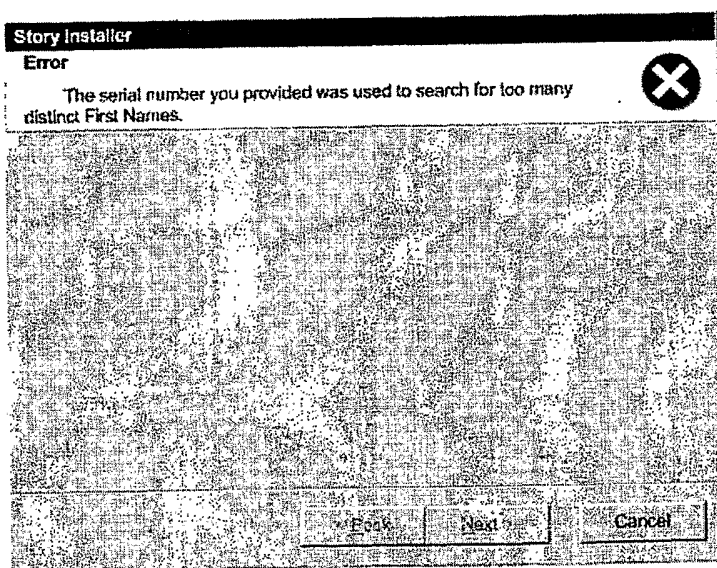 Story Installer
Error
The serial number you provided was used to search for too many
distinct First Names.
Back Next Cancel